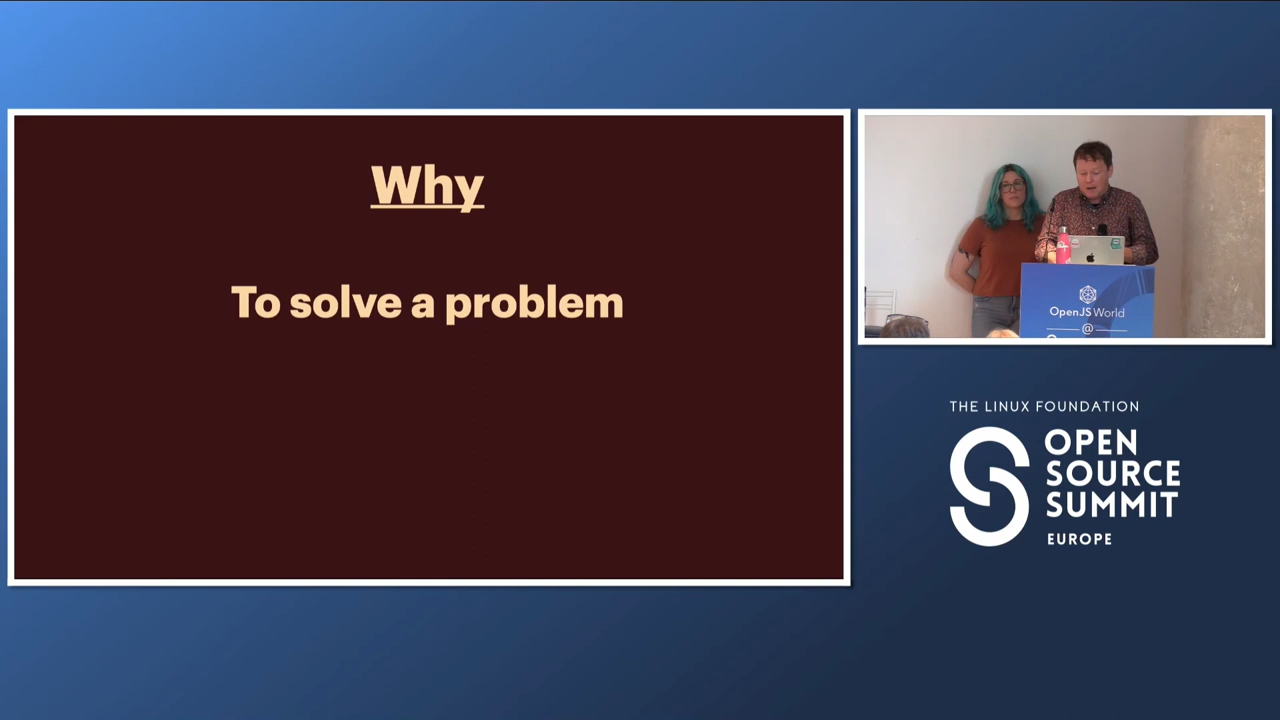 Why
To solve a problem
OpenJS World
@
THE LINUX FOUNDATION
OPEN
SOURCE
SUMMIT
EUROPE